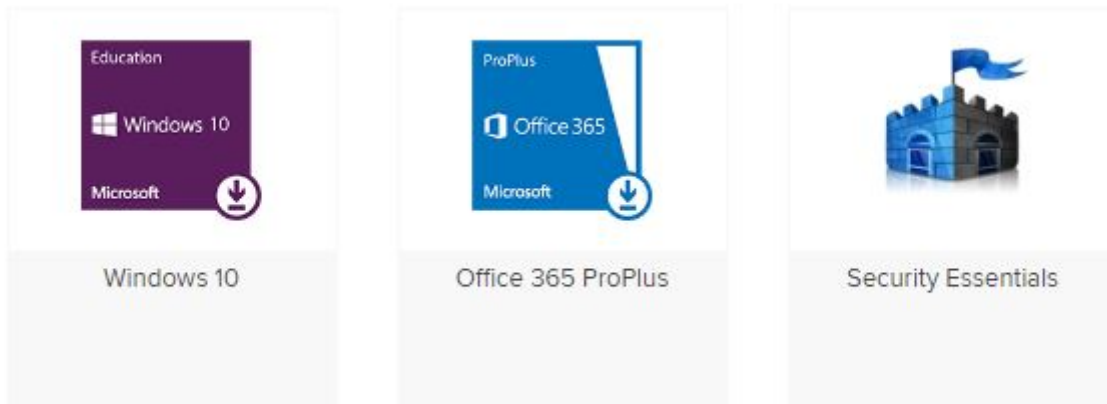 Education
Windows 10
Microsoft
Windows 10
ProPlus
Office 365
Microsoft
Office 365 ProPlus
Security Essentials